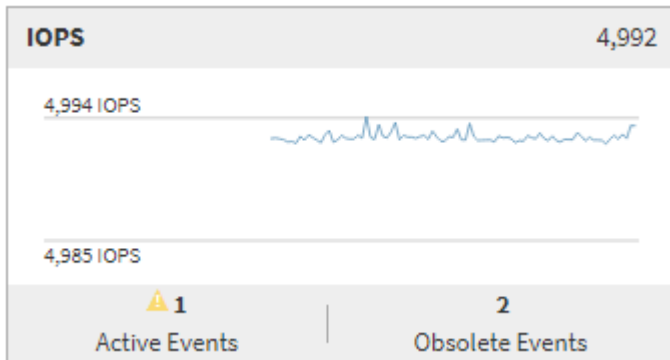 IOPS 4,992
4,994 IOPS
4,985 IOPS
1 2
Active Events Obsolete Events